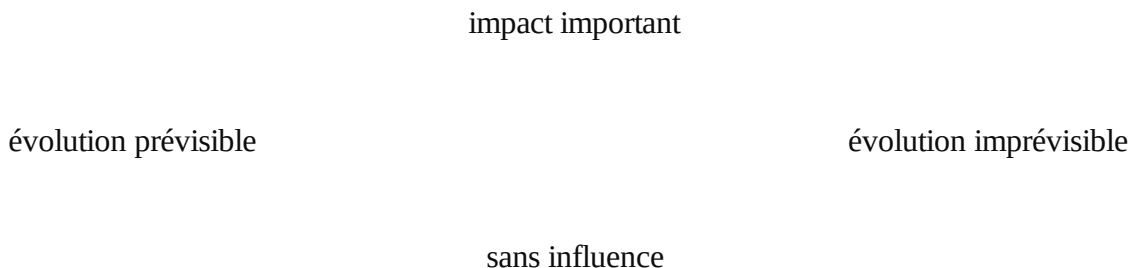 impact important
évolution prévisible
évolution imprévisible
sans influence